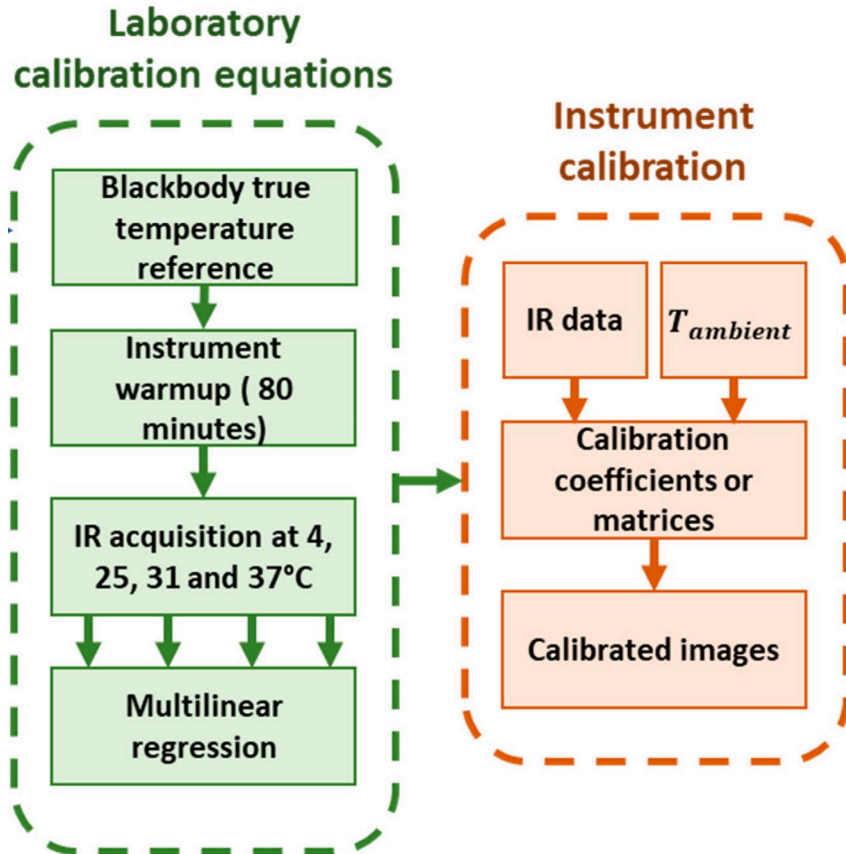 Laboratory
calibration equations
Blackbody true
temperature
reference
Instrument
warmup ( 80
minutes)
IR acquisition at 4,
25, 31 and 37°C
Multilinear
regression
Instrument
calibration
IR data
T_ambient
Calibration
coefficients or
matrices
Calibrated images